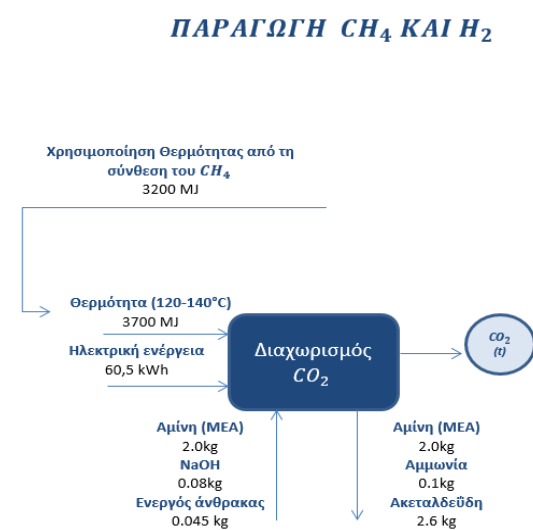 ΠΑΡΑΓΩΓΗ CH₄ ΚΑΙ H₂
Χρησιμοποίηση Θερμότητας από τη
σύνθεση του CH₄
3200 MJ
Θερμότητα (120-140°C)
3700 MJ
Ηλεκτρική ενέργεια
60,5 kWh
Διαχωρισμός
CO₂
CO₂
(t)
Αμίνη (MEA)
2.0kg
NaOH
0.08kg
Ενεργός άνθρακας
0.045 kg
Αμίνη (MEA)
2.0kg
Αμμωνία
0.1kg
Ακεταλδεΰδη
2.6 kg